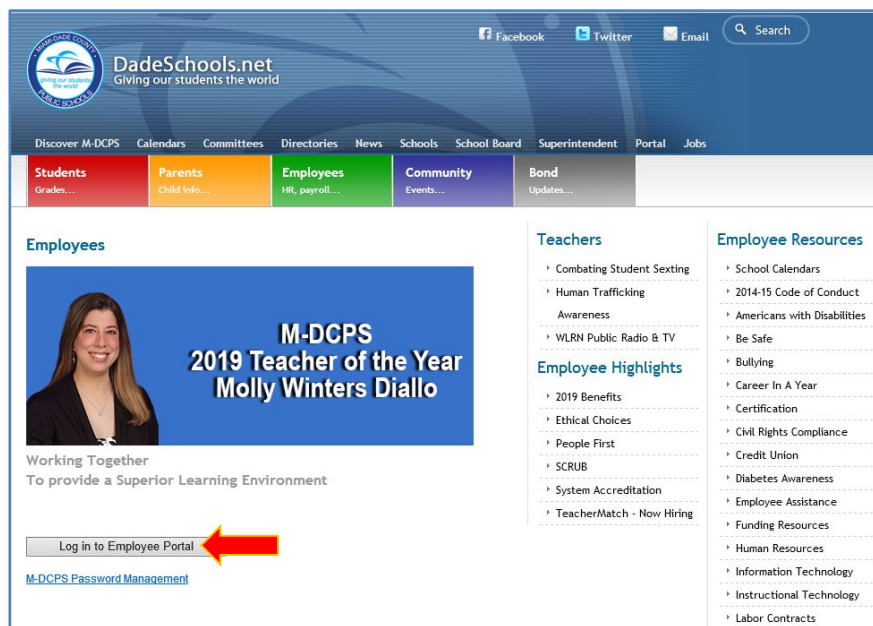 Facebook
Twitter
Email
Search
MIAMI-DADE COUNTY
giving our students
the world
PUBLIC SCHOOLS
DadeSchools.net
Giving our students the world
Discover M-DCPS Calendars Committees Directories News Schools School Board Superintendent Portal Jobs
Students
Grades...
Parents
Child info...
Employees
HR, payroll...
Community
Events...
Bond
Updates...
Employees
M-DCPS
2019 Teacher of the Year
Molly Winters Diallo
Working Together
To provide a Superior Learning Environment
Log in to Employee Portal
M-DCPS Password Management
Teachers
Combating Student Sexting
Human Trafficking
Awareness
WLRN Public Radio & TV
Employee Highlights
2019 Benefits
Ethical Choices
People First
SCRUB
System Accreditation
TeacherMatch - Now Hiring
Employee Resources
School Calendars
2014-15 Code of Conduct
Americans with Disabilities
Be Safe
Bullying
Career In A Year
Certification
Civil Rights Compliance
Credit Union
Diabetes Awareness
Employee Assistance
Funding Resources
Human Resources
Information Technology
Instructional Technology
Labor Contracts